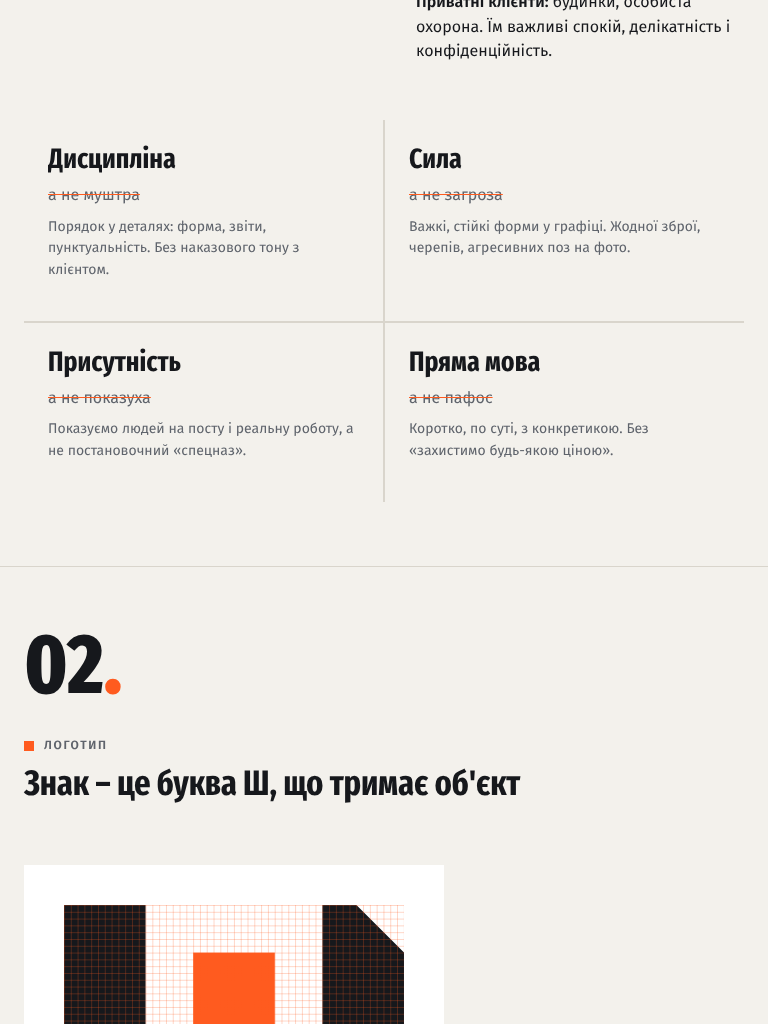 Приватні клієнти: будинки, особиста
охорона. Їм важливі спокій, делікатність і
конфіденційність.
Дисципліна
а не муштра
Порядок у деталях: форма, звіти,
пунктуальність. Без наказового тону з
клієнтом.
Сила
а не загроза
Важкі, стійкі форми у графіці. Жодної зброї,
черепів, агресивних поз на фото.
Присутність
а не показуха
Показуємо людей на посту і реальну роботу, а
не постановочний «спецназ».
Пряма мова
а не пафос
Коротко, по суті, з конкретикою. Без
«захистимо будь-якою ціною».
02.
ЛОГОТИП
Знак – це буква Ш, що тримає об'єкт